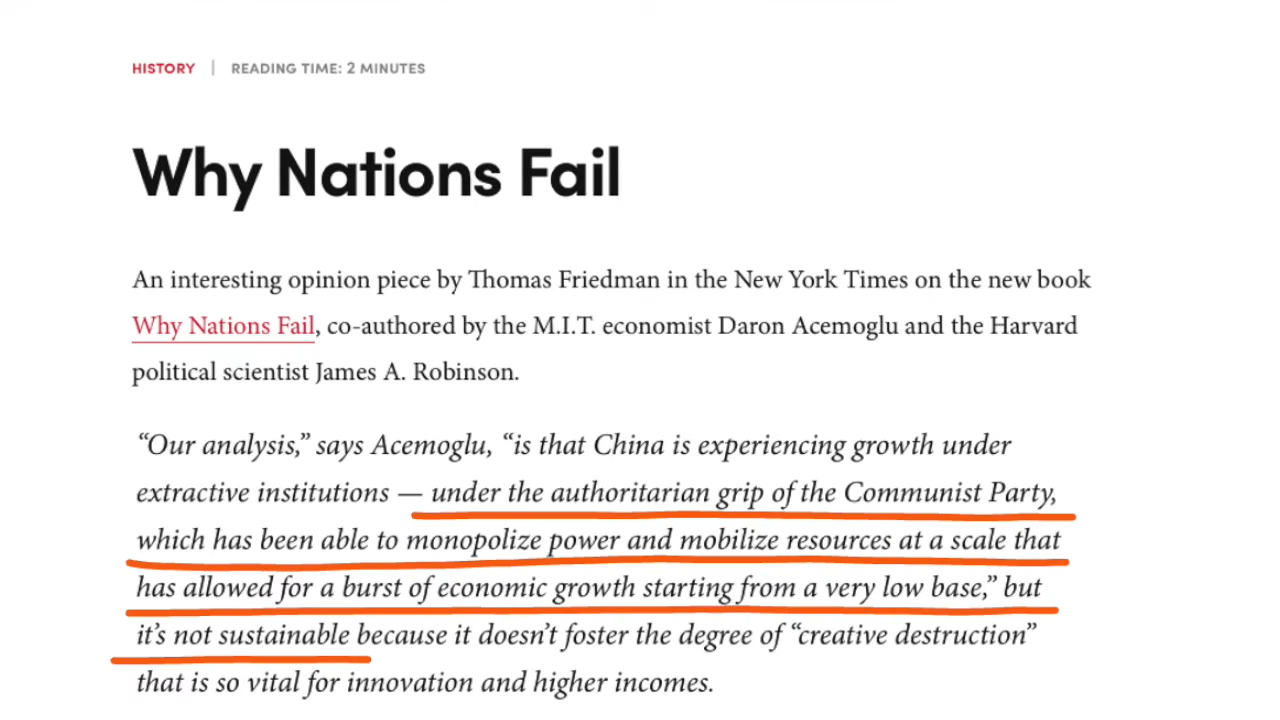 HISTORY | READING TIME: 2 MINUTES
Why Nations Fail
An interesting opinion piece by Thomas Friedman in the New York Times on the new book
Why Nations Fail, co-authored by the M.I.T. economist Daron Acemoglu and the Harvard
political scientist James A. Robinson.
“Our analysis,” says Acemoglu, “is that China is experiencing growth under
extractive institutions — under the authoritarian grip of the Communist Party,
which has been able to monopolize power and mobilize resources at a scale that
has allowed for a burst of economic growth starting from a very low base,” but
it’s not sustainable because it doesn’t foster the degree of “creative destruction”
that is so vital for innovation and higher incomes.